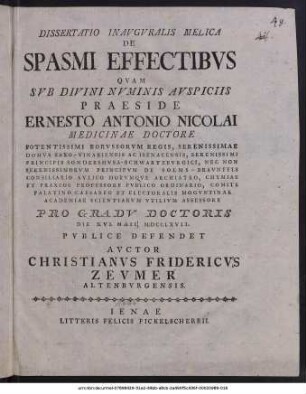 DISSERTATIO INAVGVRALIS MEDICA
DE
SPASMI EFFECTIBVS
QVAM
SVB DIVINI NVMINIS AVSPICIIS
PRAESIDE
ERNESTO ANTONIO NICOLAI
MEDICINAE DOCTORE
POTENTISSIMI BORVSSORVM REGIS, SERENISSIMAE
DOMVS SAXO-VINARIENSIS AC ISENACENSIS, SERENISSIMI
PRINCIPIS SONDERSHVSO-SCHWARTZBVRGICI, NEC NON
SERENISSIMORVM PRINCIPVM DE SOLMS-BRAVNFELS
CONSILIARIO AVLICO DVCVMQVE ARCHIATRO, CHYMIAE
ET PRAXEOS PROFESSORE PVBLICO ORDINARIO, COMITE
PALATINO CAESAREO ET ELECTORALIS MOGVNTINAE
ACADEMIAE SCIENTIARVM VTILIVM ASSESSORE
PRO GRADV DOCTORIS
DIE XVI. MAII, MDCCLXVII.
PVBLICE DEFENDET
AVCTOR
CHRISTIANVS FRIDERICVS
ZEVMER
ALTENBVRGENSIS.
IENAE
LITTERIS FELICIS FICKELSCHERRII.